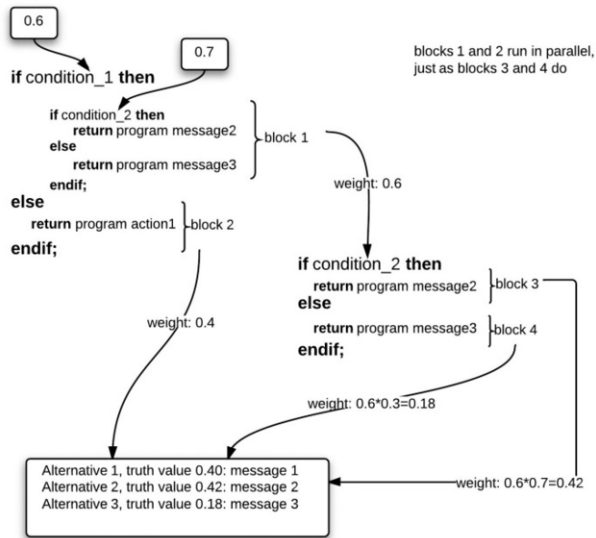 0.6
0.7
blocks 1 and 2 run in parallel,
just as blocks 3 and 4 do
if condition_1 then
if condition_2 then
return program message2
else
return program message3
endif;
block 1
else
return program action1
block 2
endif;
weight: 0.6
if condition_2 then
return program message2
block 3
else
return program message3
block 4
endif;
weight: 0.4
weight: 0.6*0.3=0.18
weight: 0.6*0.7=0.42
Alternative 1, truth value 0.40: message 1
Alternative 2, truth value 0.42: message 2
Alternative 3, truth value 0.18: message 3